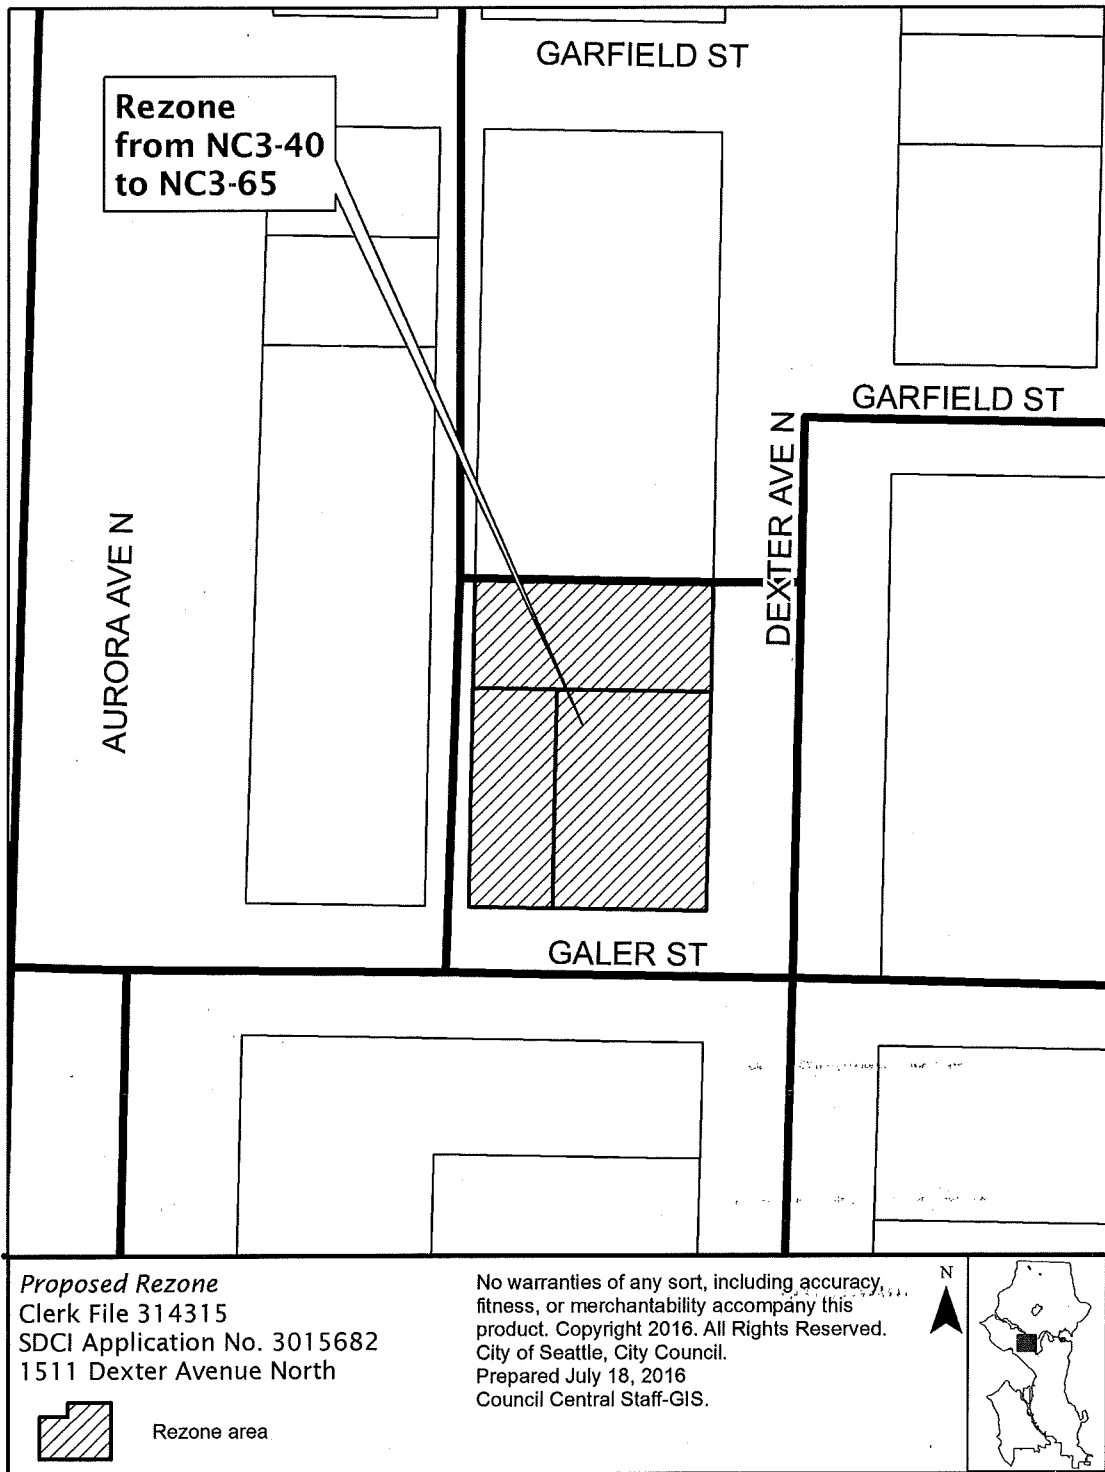 GARFIELD ST
Rezone
from NC3-40
to NC3-65
GARFIELD ST
DEXTER AVE N
AURORA AVE N
GALER ST
Proposed Rezone
Clerk File 314315
SDCI Application No. 3015682
1511 Dexter Avenue North
Rezone area
No warranties of any sort, including accuracy,
fitness, or merchantability accompany this
product. Copyright 2016. All Rights Reserved.
City of Seattle, City Council.
Prepared July 18, 2016
Council Central Staff-GIS.
N